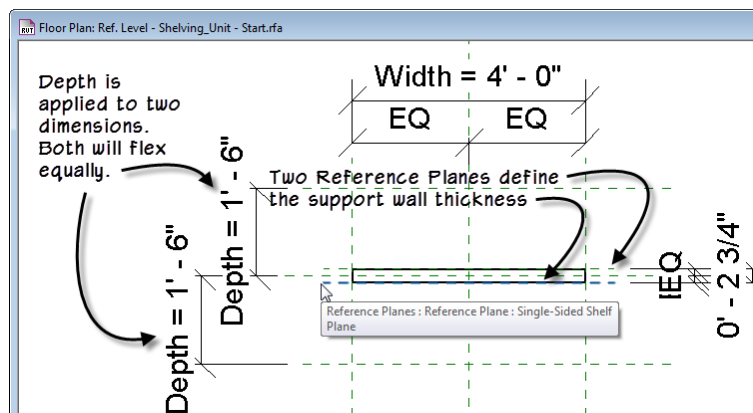 Floor Plan: Ref. Level - Shelving_Unit - Start.rfa
Width = 4' - 0"
EQ EQ
Depth is
applied to two
dimensions.
Both will flex
equally.
Depth = 1' - 6"
Two Reference Planes define
the support wall thickness
Depth = 1' - 6"
Reference Planes : Reference Plane : Single-Sided Shelf
Plane
0' - 2 3/4"